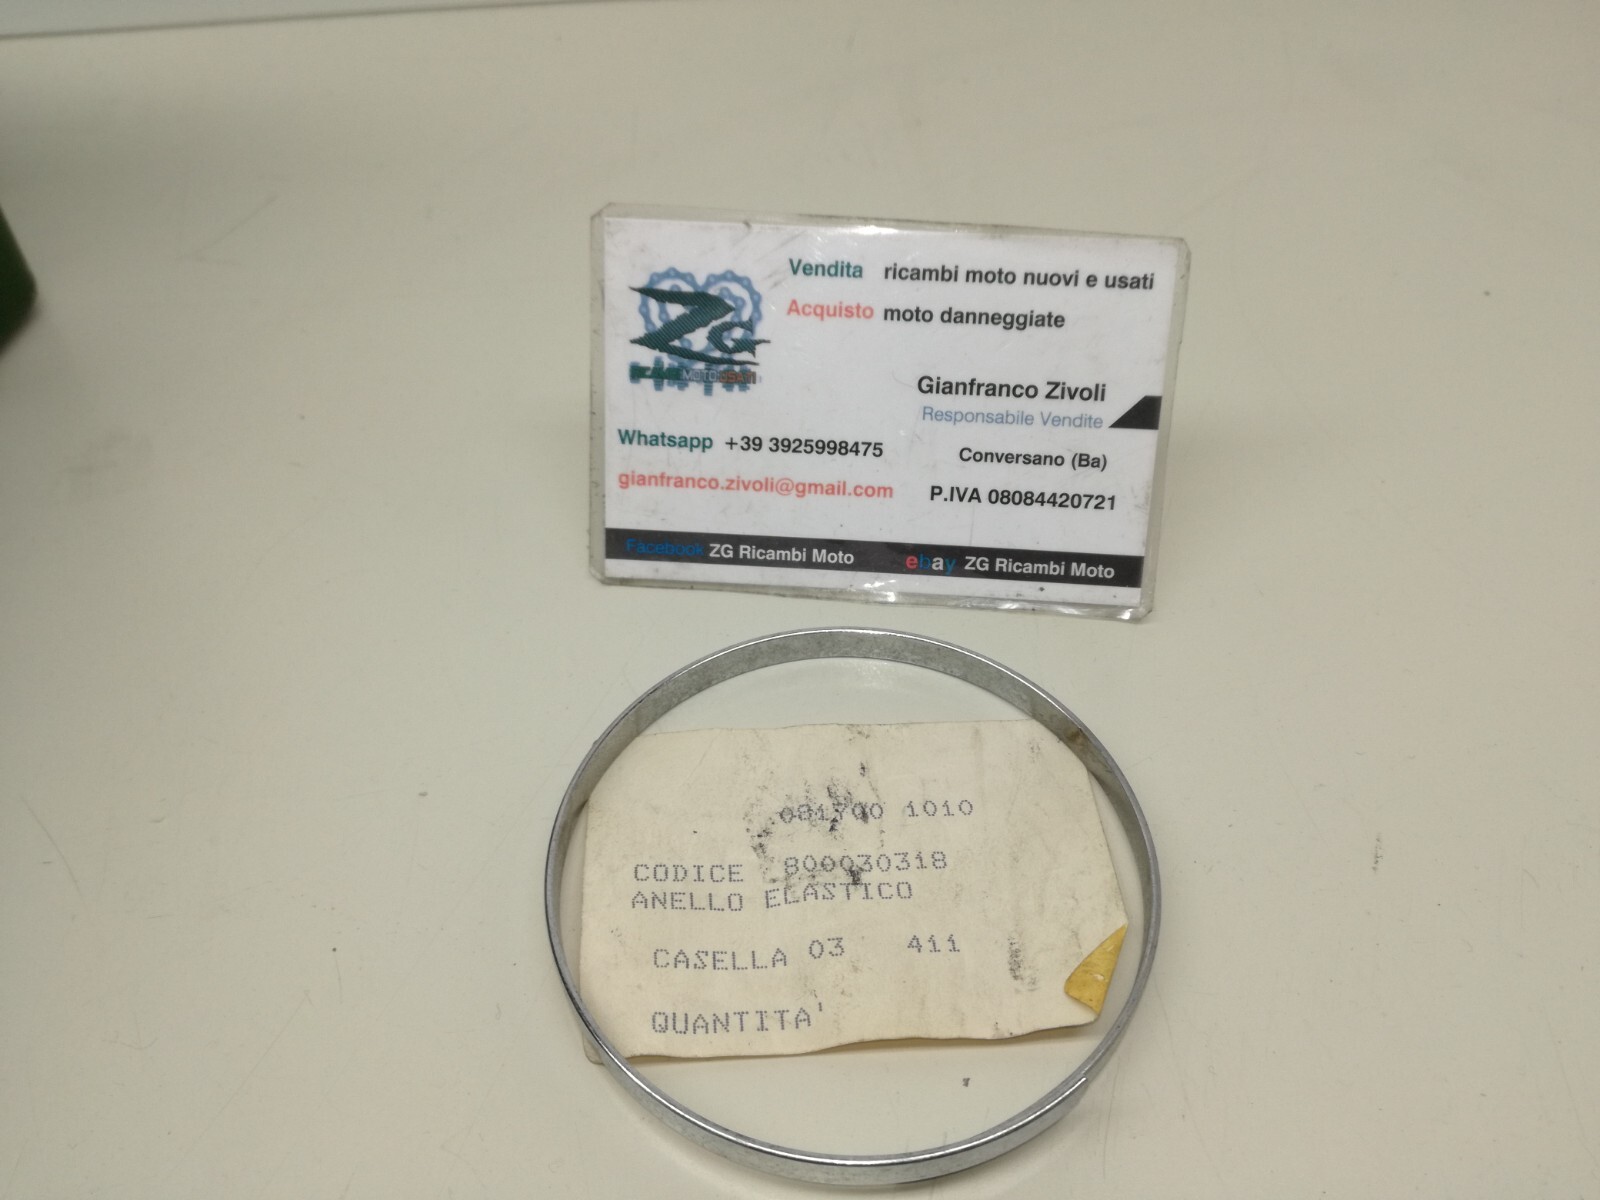 Vendita ricambi moto nuovi e usati
Acquisto moto danneggiate
ZG
Gianfranco Zivoli
Responsabile Vendite
Whatsapp +39 3925998475
Conversano (Ba)
gianfranco.zivoli@gmail.com
P.IVA 08084420721
Facebook ZG Ricambi Moto ebay ZG Ricambi Moto
1010
CODICE 800030318
ANELLO ELASTICO
CASELLA 03 411
QUANTITA'